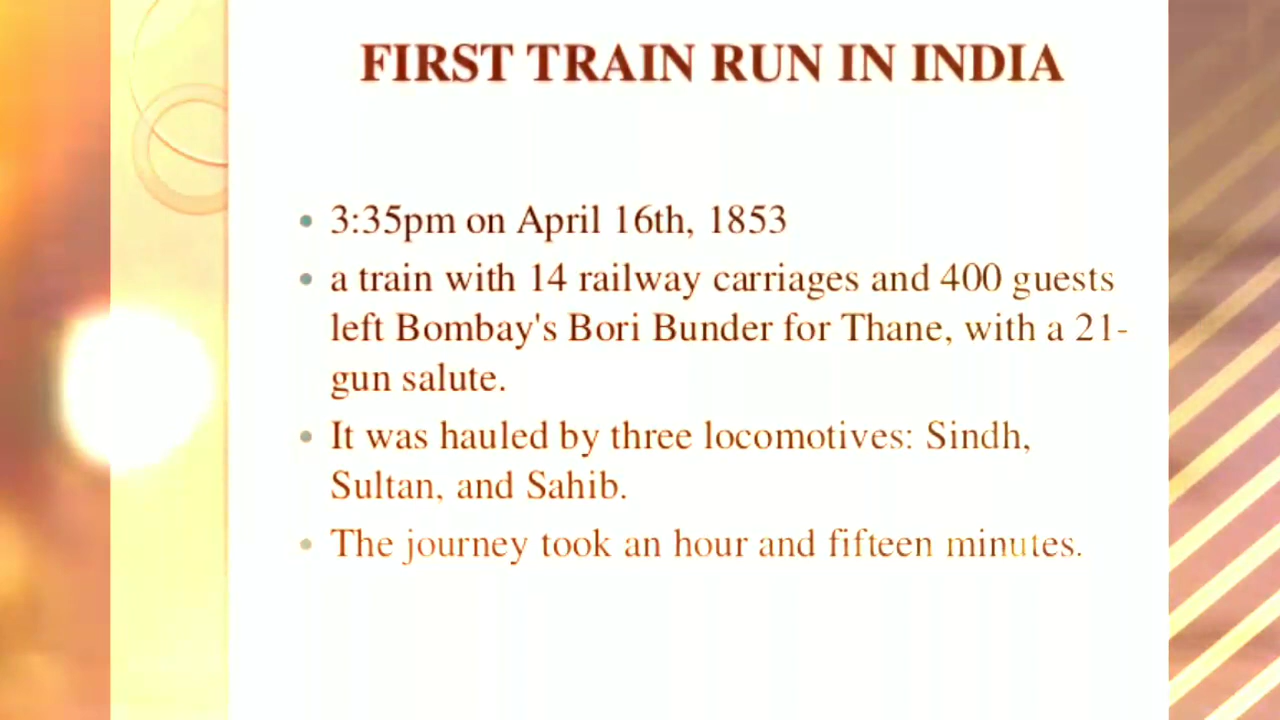 FIRST TRAIN RUN IN INDIA
• 3:35pm on April 16th, 1853
• a train with 14 railway carriages and 400 guests
left Bombay's Bori Bunder for Thane, with a 21-
gun salute.
• It was hauled by three locomotives: Sindh,
Sultan, and Sahib.
• The journey took an hour and fifteen minutes.